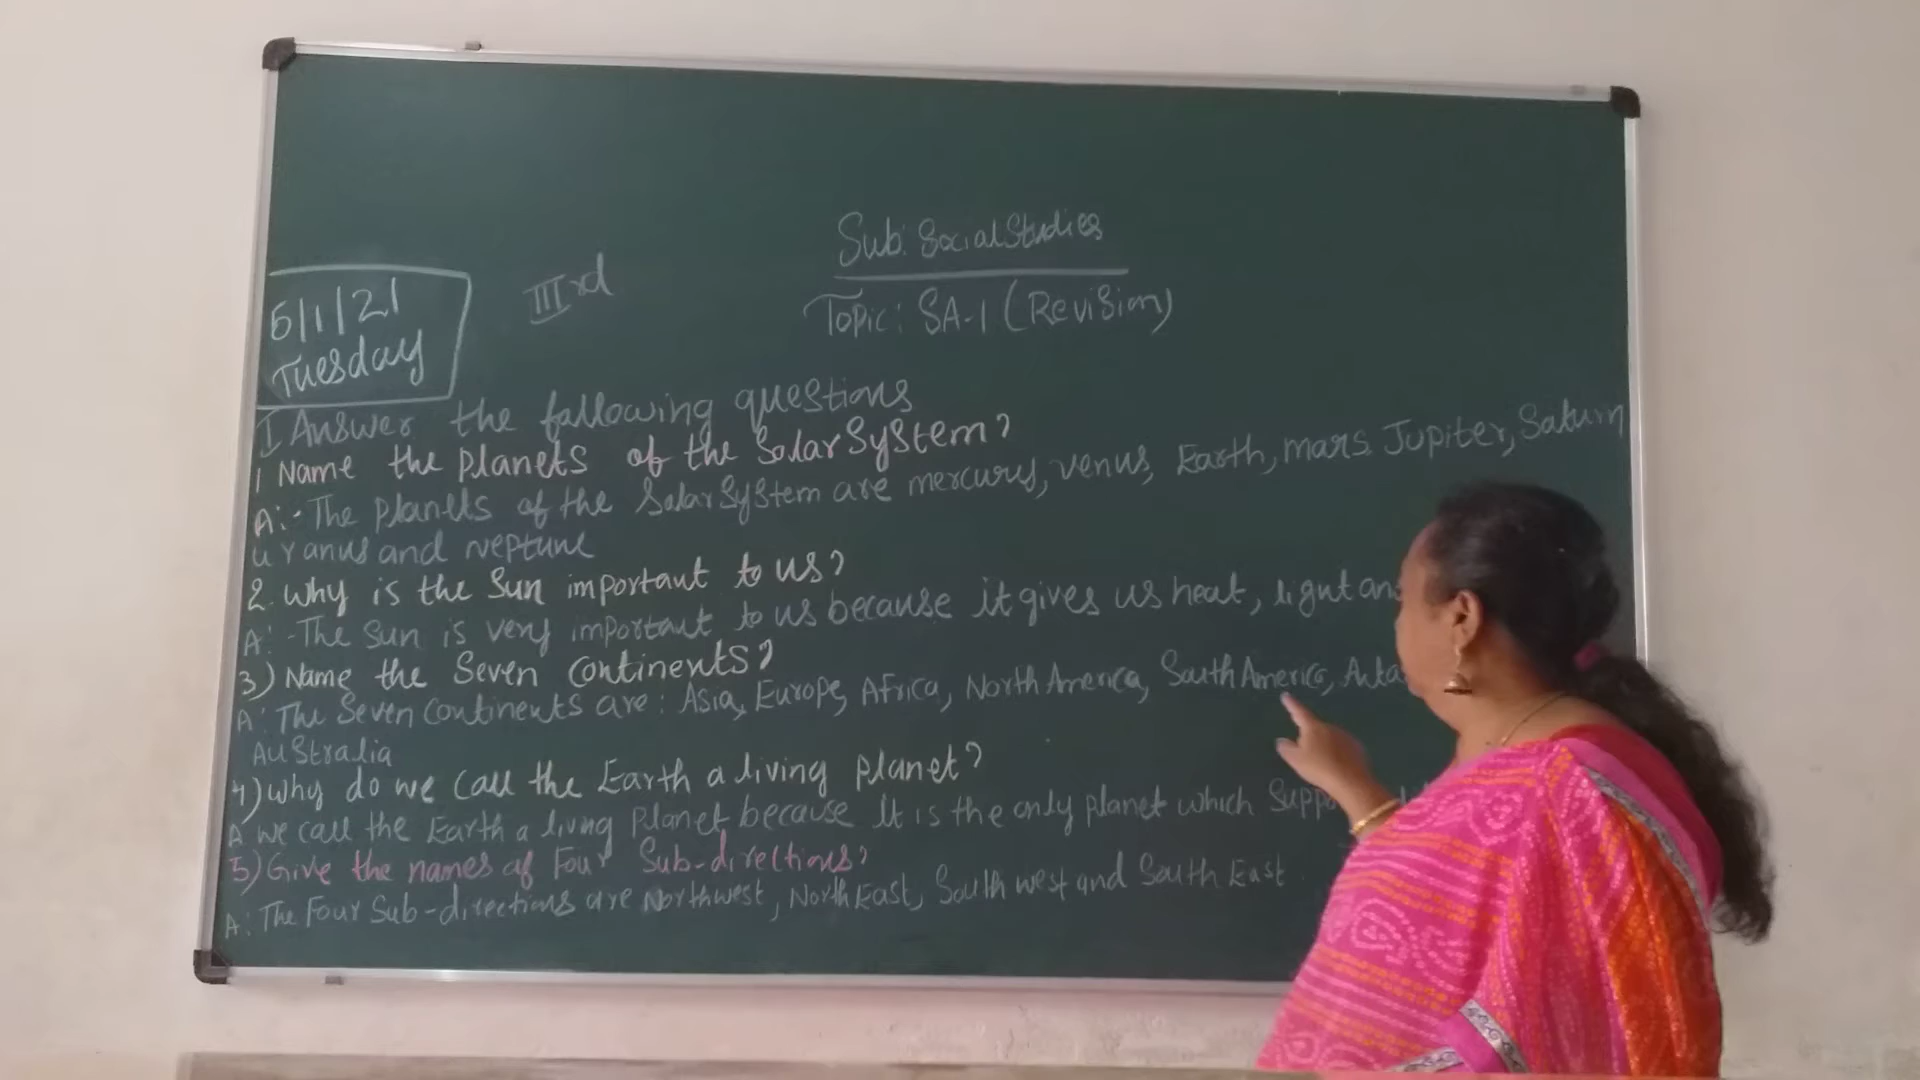 Sub: Social Studies
Topic: SA-1 (Revision)
IIIrd
5/1/21
Tuesday
I Answer the following questions
1 Name the planets of the Solar System?
A:- The planets of the Solar System are mercury, venus, Earth, mars. Jupiter, Saturn
uranus and neptune
2. Why is the Sun important to us?
A:- The Sun is very important to us because it gives us heat, light
3) Name the Seven Continents?
A: The Seven Continents are: Asia, Europe, Africa, North America, South America,
Australia
4) Why do we call the Earth a living planet?
A We call the Earth a living planet, because It is the only planet which
5) Give the names of Four Sub-directions?
A: The Four Sub-directions are Northwest, North East, South west and South East.